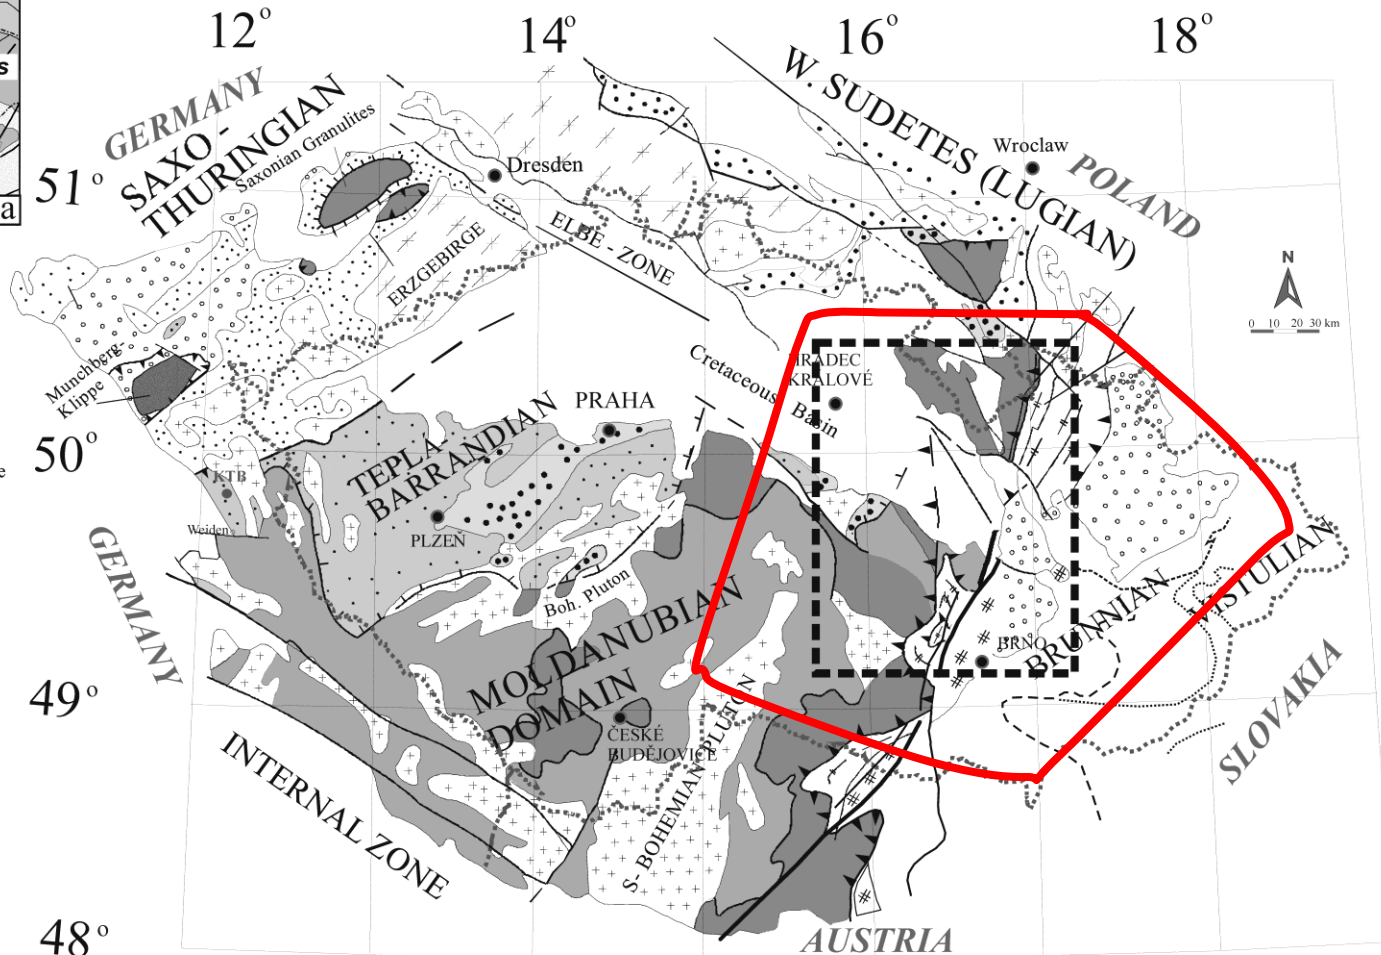 12°
14°
16°
18°
s
a
GERMANY
SAXO -
THURINGIAN
Saxonian Granulites
51°
Dresden
W. SUDETES (LUGIAN)
Wroclaw
POLAND
ERZGEBIRGE
ELBE - ZONE
N
0 10 20 30 km
Munchberg-
Klippe
Cretaceous Basin
HRADEC
KRALOVÉ
PRAHA
50°
e
KTB
TEPLA-
BARRANDIAN
PLZEŇ
Weiden
GERMANY
Boh. Pluton
MOLDANUBIAN
DOMAIN
BRNO
BRUNNIAN
VISTULIAN
49°
ČESKÉ
BUDĚJOVICE
S- BOHEMIAN PLUTON
SLOVAKIA
INTERNAL ZONE
48°
AUSTRIA